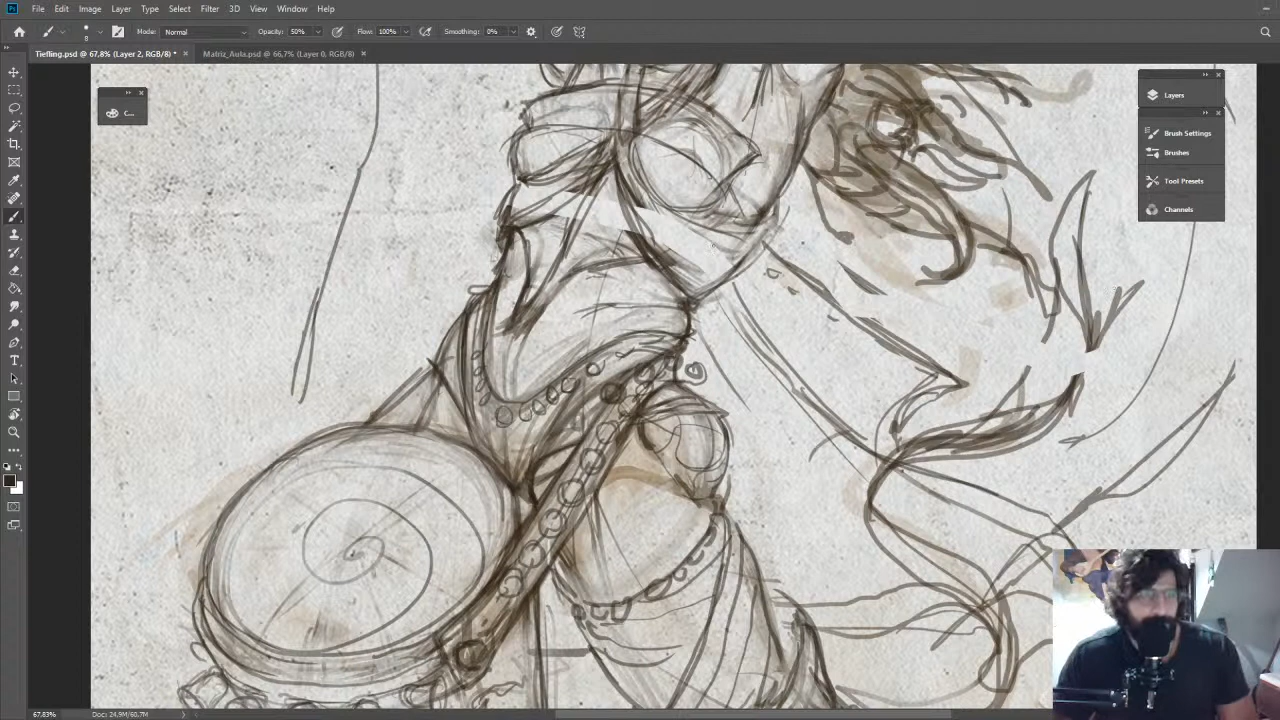 Ps File Edit Image Layer Type Select Filter 3D View Window Help
Mode: Normal Opacity: 50% Flow: 100% Smoothing: 0%
Tiefling.psd @ 67,8% (Layer 2, RGB/8) * × Matriz_Aula.psd @ 66,7% (Layer 0, RGB/8) ×
8
C...
Layers
Brush Settings
Brushes
Tool Presets
Channels
67.83% Doc: 24,9M/60,7M